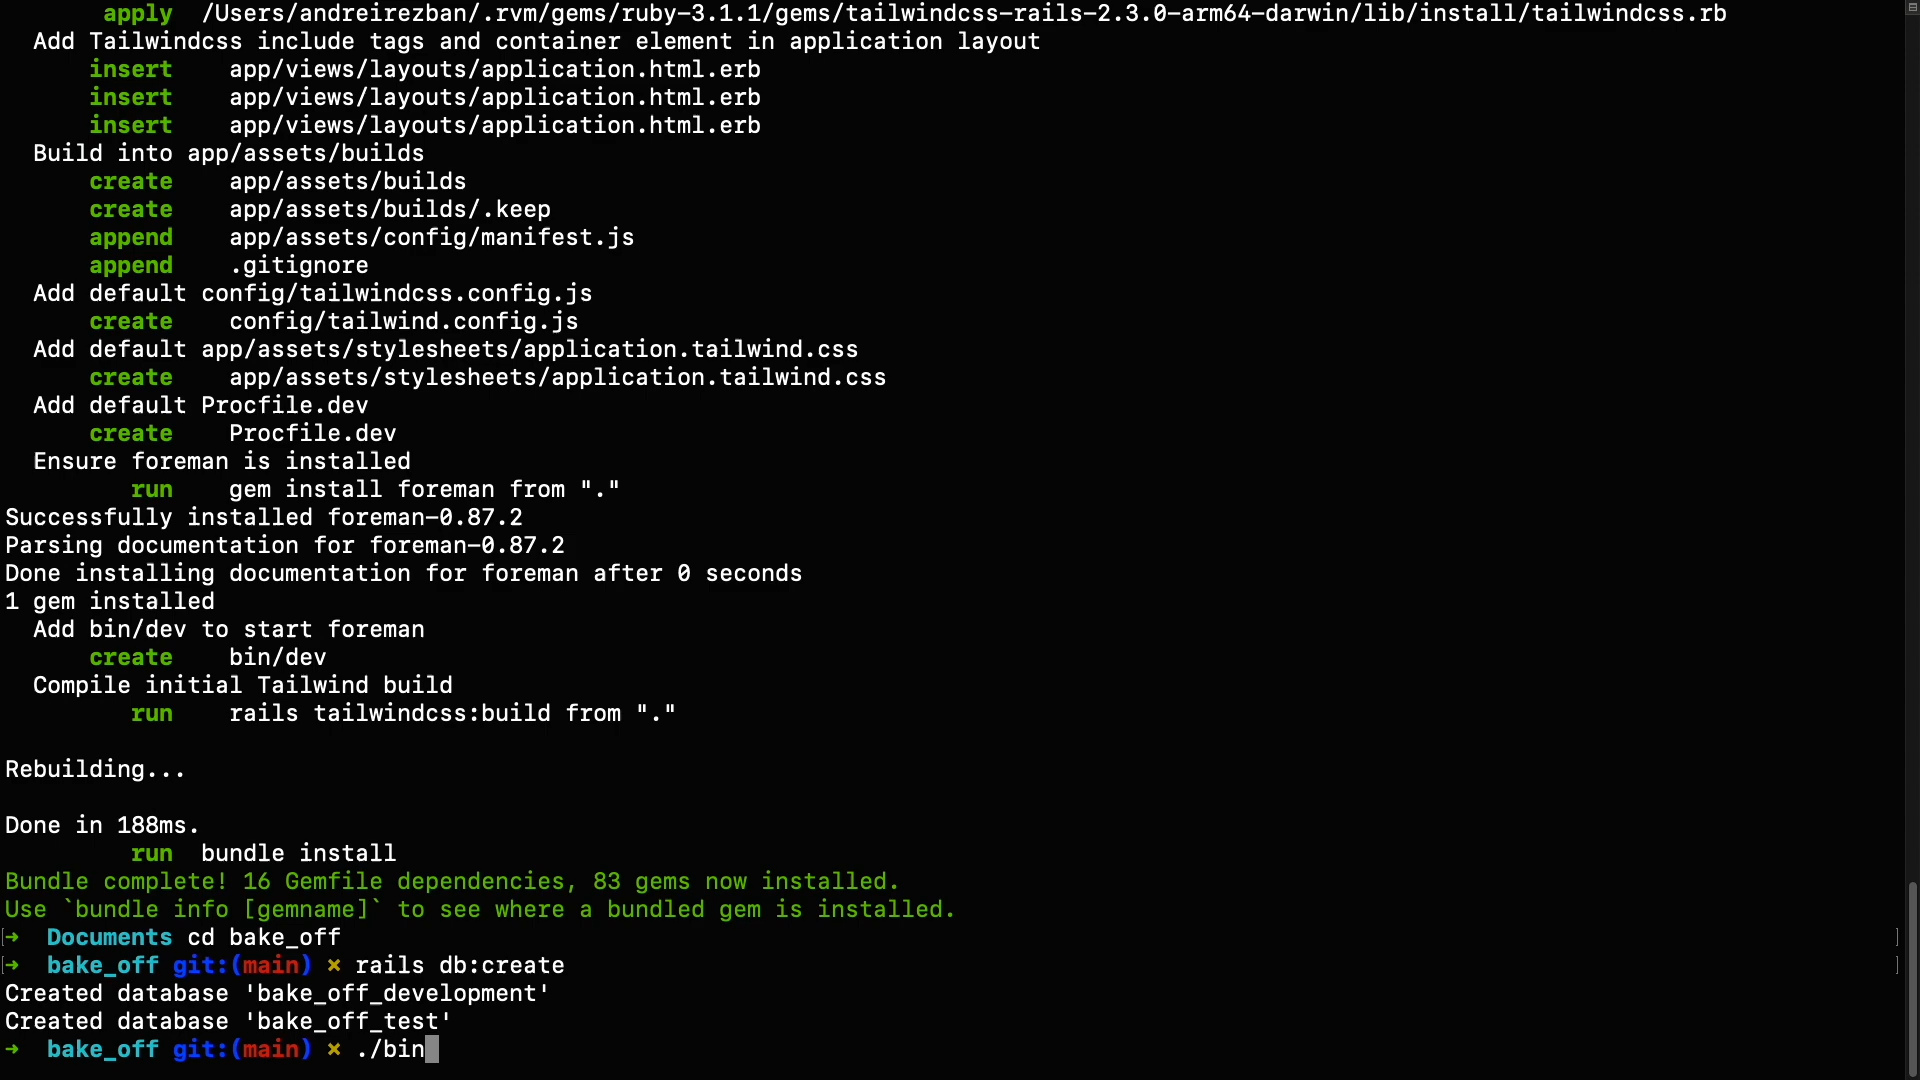 apply  /Users/andreirezban/.rvm/gems/ruby-3.1.1/gems/tailwindcss-rails-2.3.0-arm64-darwin/lib/install/tailwindcss.rb
Add Tailwindcss include tags and container element in application layout
insert    app/views/layouts/application.html.erb
insert    app/views/layouts/application.html.erb
insert    app/views/layouts/application.html.erb
Build into app/assets/builds
create    app/assets/builds
create    app/assets/builds/.keep
append    app/assets/config/manifest.js
append    .gitignore
Add default config/tailwindcss.config.js
create    config/tailwind.config.js
Add default app/assets/stylesheets/application.tailwind.css
create    app/assets/stylesheets/application.tailwind.css
Add default Procfile.dev
create    Procfile.dev
Ensure foreman is installed
run    gem install foreman from "."
Successfully installed foreman-0.87.2
Parsing documentation for foreman-0.87.2
Done installing documentation for foreman after 0 seconds
1 gem installed
Add bin/dev to start foreman
create    bin/dev
Compile initial Tailwind build
run    rails tailwindcss:build from "."
Rebuilding...
Done in 188ms.
run  bundle install
Bundle complete! 16 Gemfile dependencies, 83 gems now installed.
Use `bundle info [gemname]` to see where a bundled gem is installed.
[→  Documents cd bake_off ]
[→  bake_off git:(main) × rails db:create ]
Created database 'bake_off_development'
Created database 'bake_off_test'
→  bake_off git:(main) × ./bin